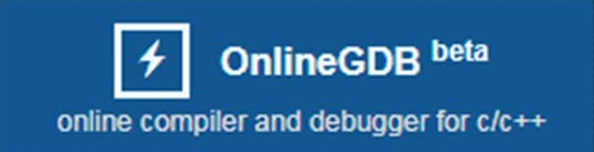 OnlineGDB beta
online compiler and debugger for c/c++